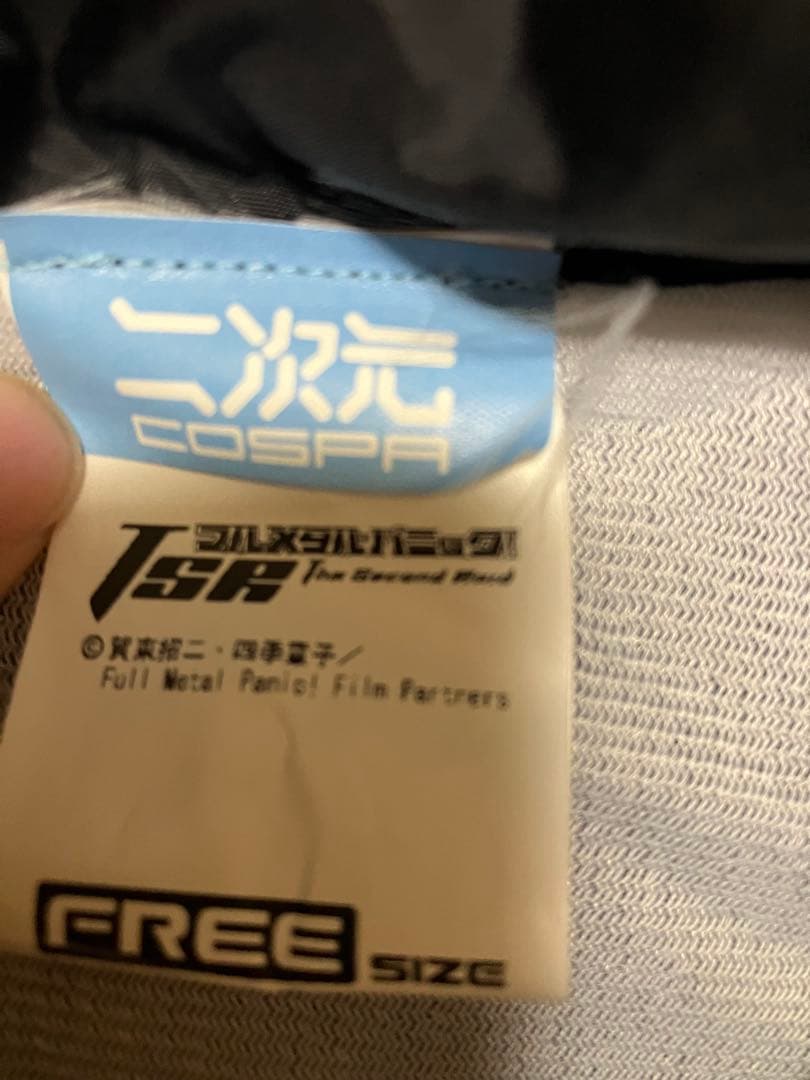 二次元
COSPA
フルメタル・パニック!
TSR The Second Raid
©賀東招二・四季童子/
Full Metal Panic! Film Partners
FREE SIZE